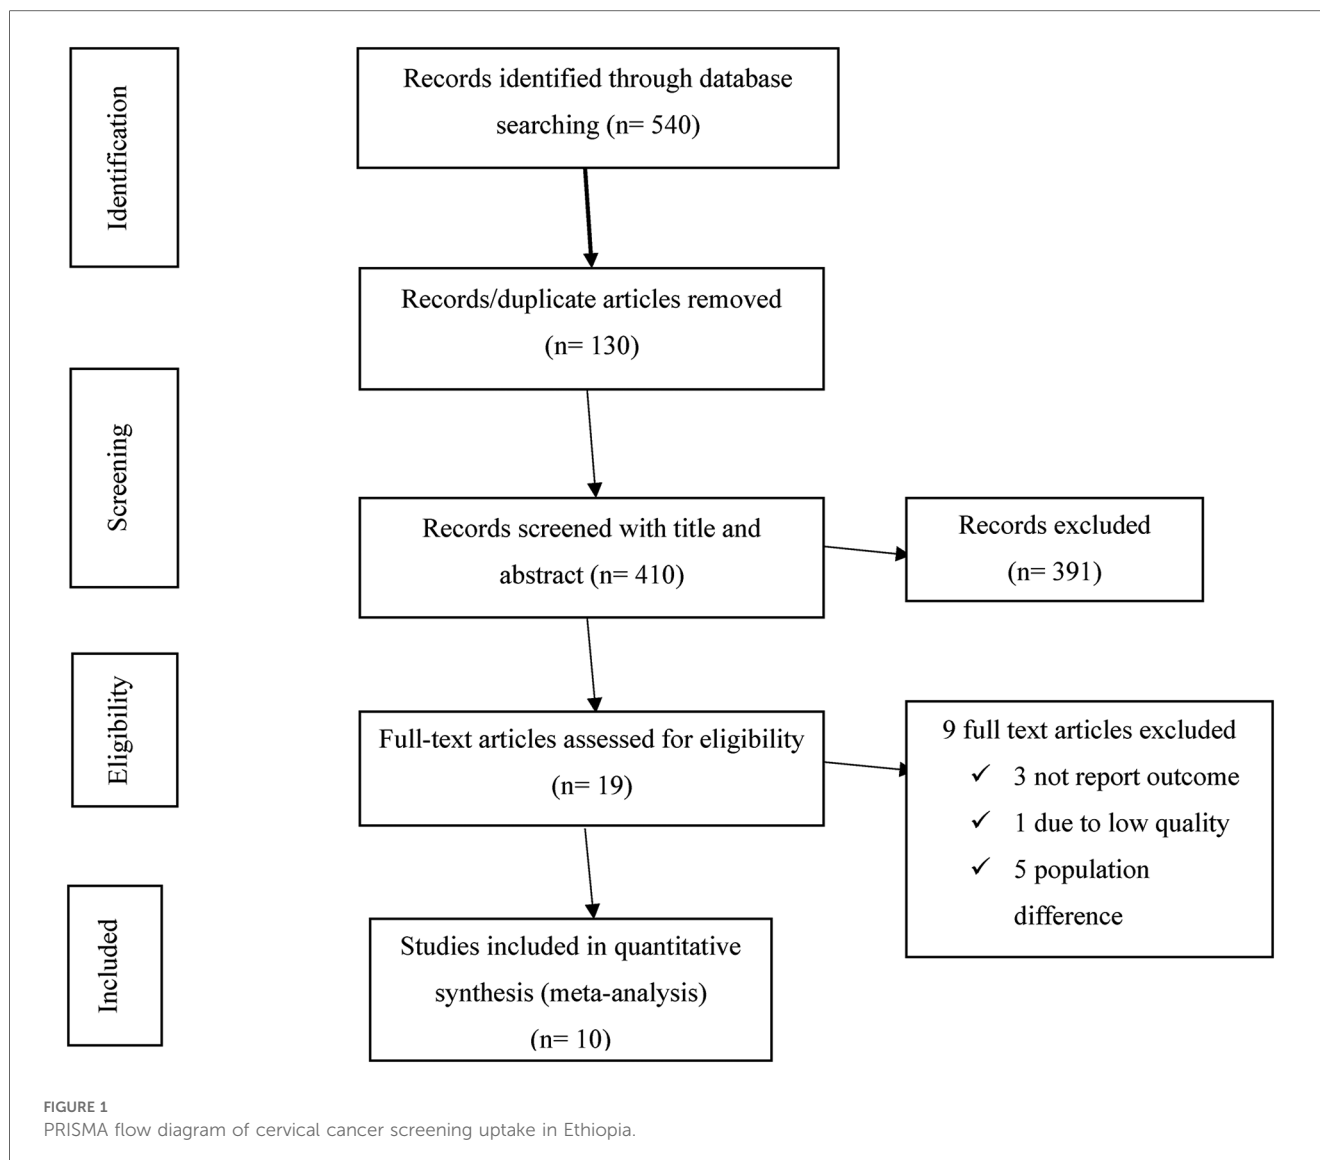 Identification
Records identified through database
searching (n= 540)
Records/duplicate articles removed
(n= 130)
Screening
Records screened with title and
abstract (n= 410)
Records excluded
(n= 391)
Eligibility
Full-text articles assessed for eligibility
(n= 19)
9 full text articles excluded
✓ 3 not report outcome
✓ 1 due to low quality
✓ 5 population
difference
Included
Studies included in quantitative
synthesis (meta-analysis)
(n= 10)
FIGURE 1
PRISMA flow diagram of cervical cancer screening uptake in Ethiopia.